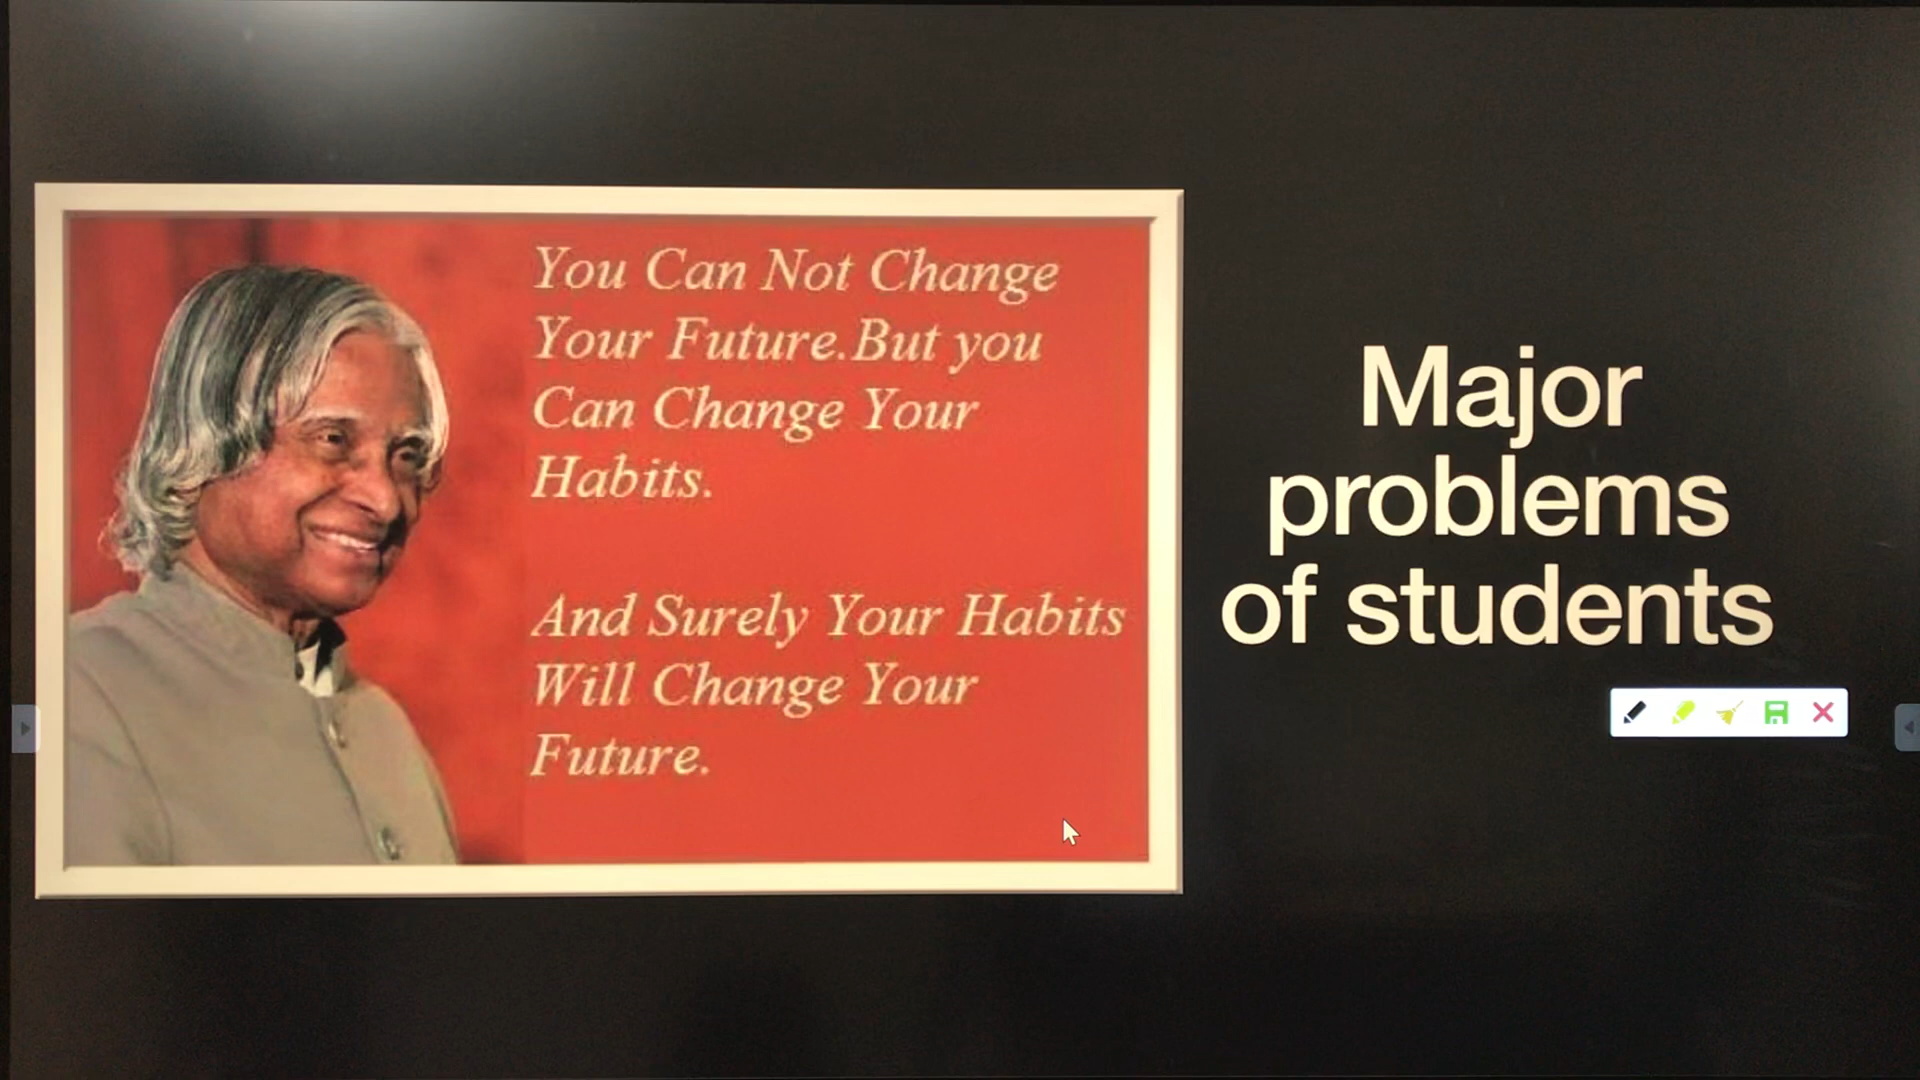 You Can Not Change
Your Future.But you
Can Change Your
Habits.
And Surely Your Habits
Will Change Your
Future.
Major
problems
of students